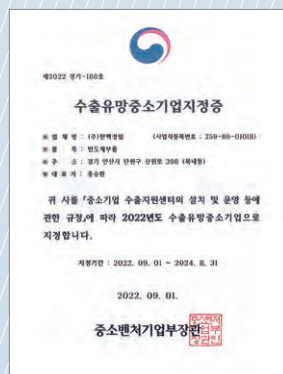 제2022 경기-186호
수출유망중소기업지정증
※ 업 체 명 : (주)한백정밀 (사업자등록번호 : 259-86-01018)
※ 품 목 : 반도체부품
※ 주 소 : 경기 안산시 단원구 산단로 388 (목내동)
※ 대 표 자 : 홍승완
귀 사를 「중소기업 수출지원센터의 설치 및 운영 등에
관한 규정」에 따라 2022년도 수출유망중소기업으로
지정합니다.
지정기간 : 2022. 09. 01 ~ 2024. 8. 31
2022. 09. 01.
중소벤처기업부장관